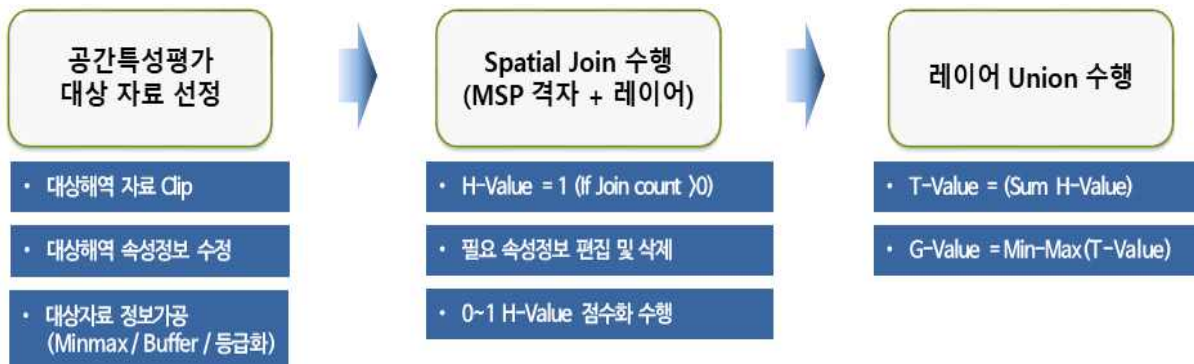 공간특성평가
대상 자료 선정
• 대상해역 자료 Clip
• 대상해역 속성정보 수정
• 대상자료 정보가공
(Minmax / Buffer / 등급화)
Spatial Join 수행
(MSP 격자 + 레이어)
• H-Value = 1 (If Join count >0)
• 필요 속성정보 편집 및 삭제
• 0~1 H-Value 점수화 수행
레이어 Union 수행
• T-Value = (Sum H-Value)
• G-Value = Min-Max(T-Value)